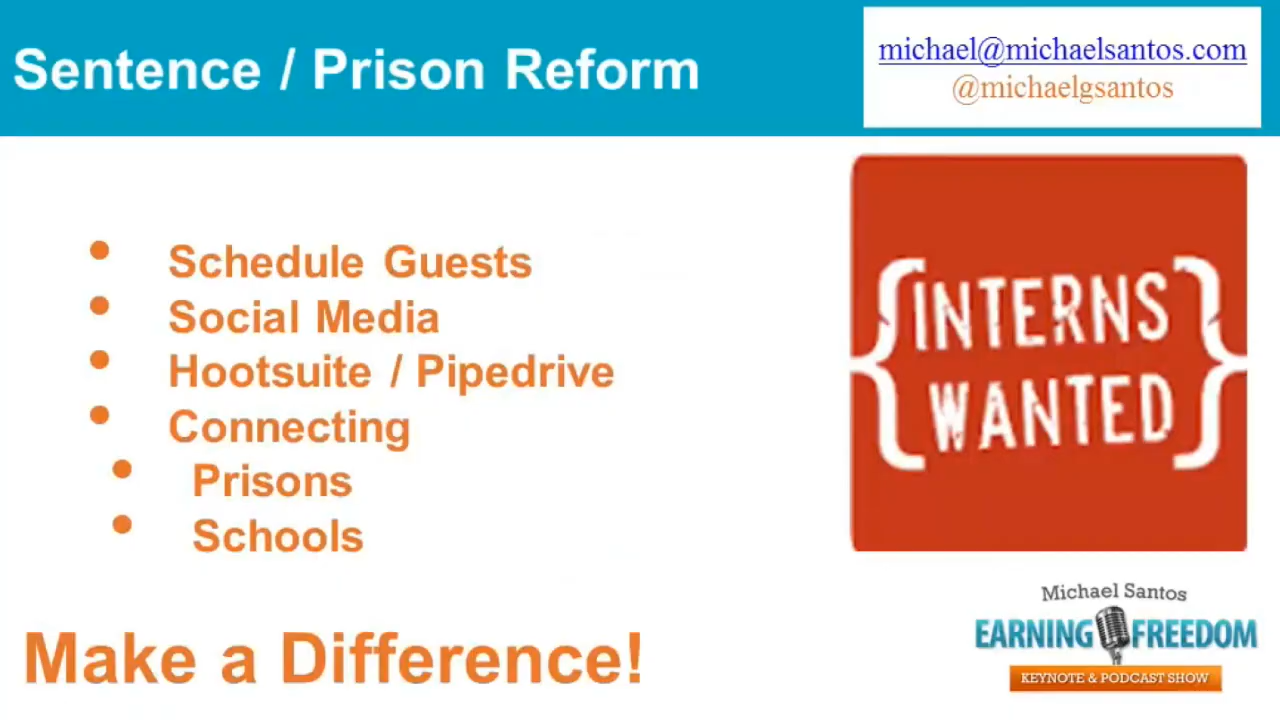 Sentence / Prison Reform
michael@michaelsantos.com
@michaelgsantos
• Schedule Guests
• Social Media
• Hootsuite / Pipedrive
• Connecting
• Prisons
• Schools
{INTERNS
WANTED}
Make a Difference!
Michael Santos
EARNING FREEDOM
KEYNOTE & PODCAST SHOW